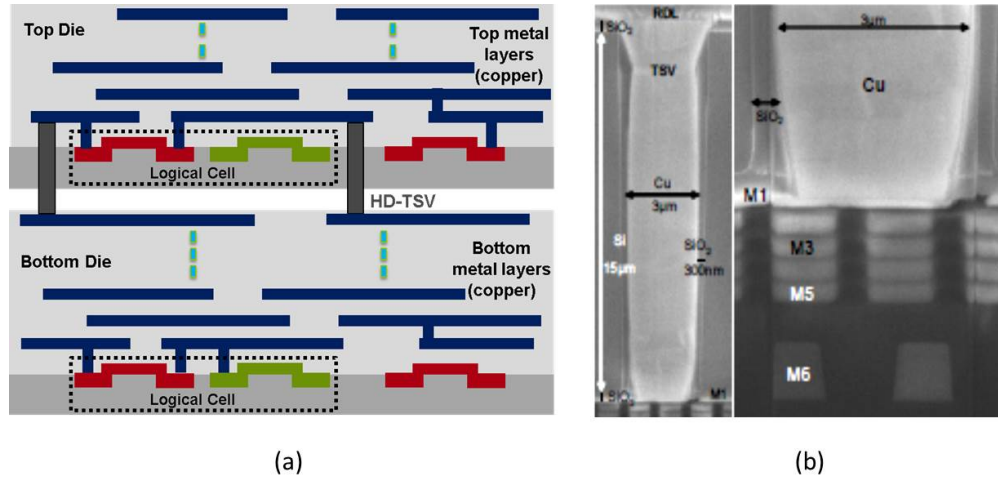 Top Die
Top metal
layers
(copper)
Logical Cell
HD-TSV
Bottom Die
Bottom
metal layers
(copper)
Logical Cell
(a)
SiO2
RDL
TSV
Cu
3µm
Si
15µm
SiO2
300nm
SiO2
M1
3µm
Cu
SiO2
M1
M3
M5
M6
(b)